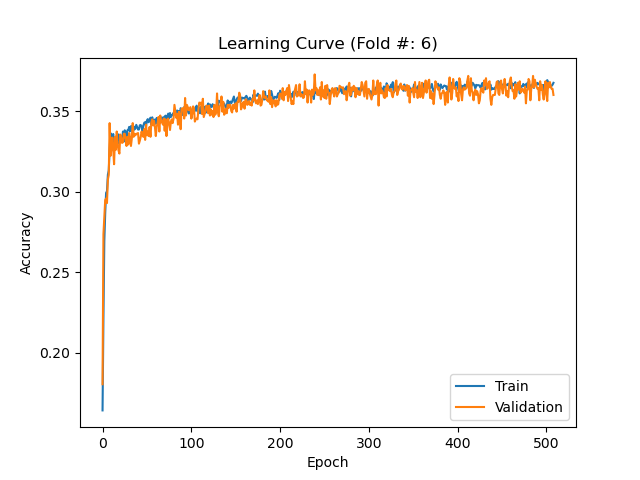 Learning Curve (Fold #: 6)
0.35
0.30
0.25
0.20
Accuracy
0 100 200 300 400 500
Epoch
Train
Validation